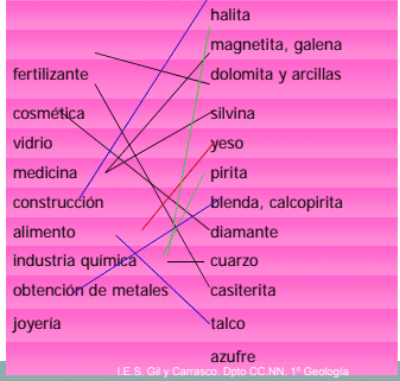 halita
magnetita, galena
fertilizante dolomita y arcillas
cosmética silvina
vidrio yeso
medicina pirita
construcción blenda, calcopirita
alimento diamante
industria química cuarzo
obtención de metales casiterita
joyería talco
azufre
I.E.S. Gil y Carrasco. Dpto CC.NN. 1º Geología